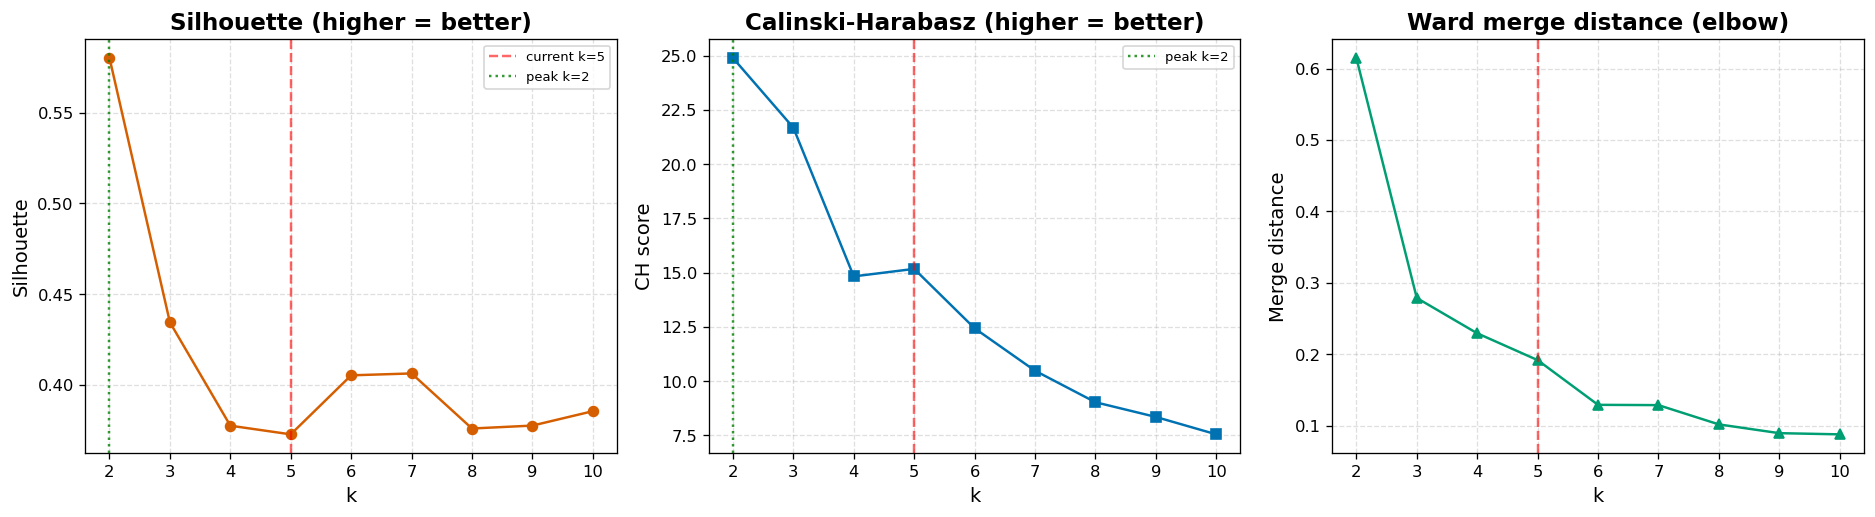 Silhouette (higher = better)
Silhouette
0.55
0.50
0.45
0.40
2 3 4 5 6 7 8 9 10
k
current k=5
peak k=2
Calinski-Harabasz (higher = better)
CH score
25.0
22.5
20.0
17.5
15.0
12.5
10.0
7.5
2 3 4 5 6 7 8 9 10
k
peak k=2
Ward merge distance (elbow)
Merge distance
0.6
0.5
0.4
0.3
0.2
0.1
2 3 4 5 6 7 8 9 10
k